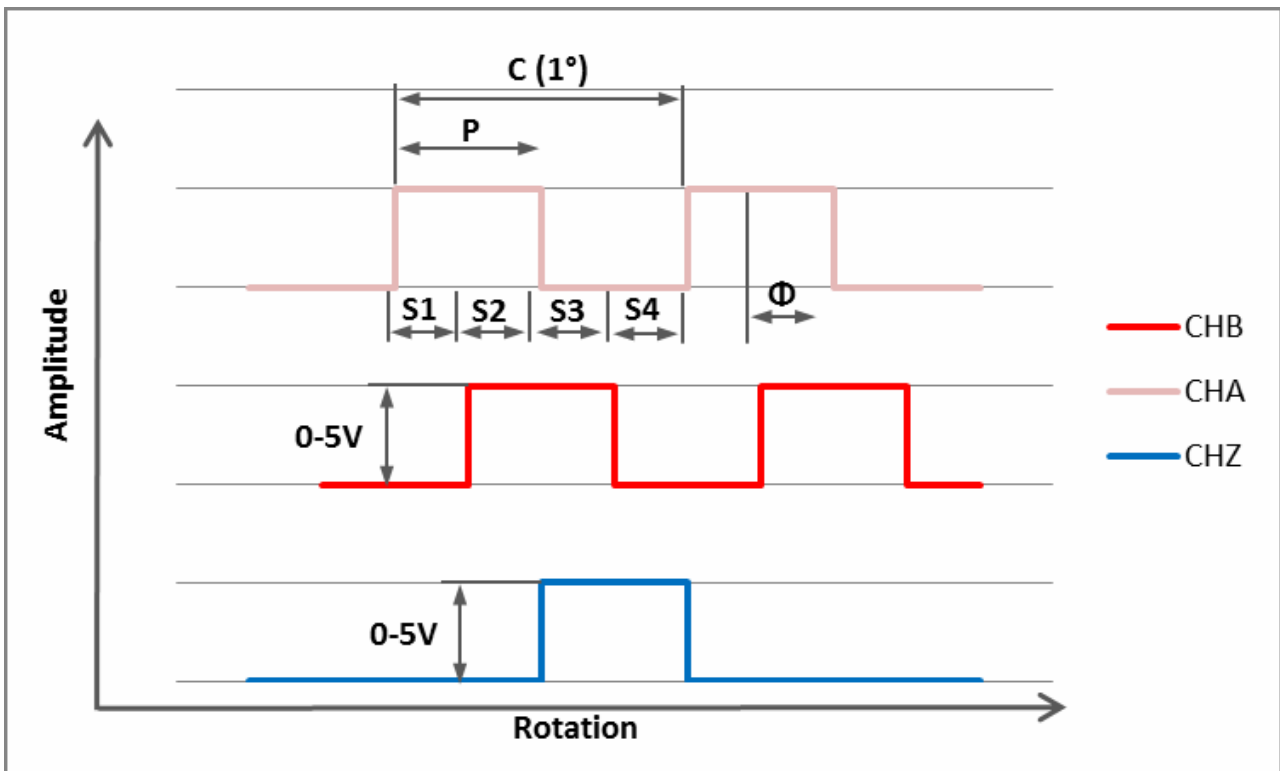 C (1°)
P
S1 S2 S3 S4 Φ
Amplitude
0-5V
0-5V
Rotation
CHB
CHA
CHZ